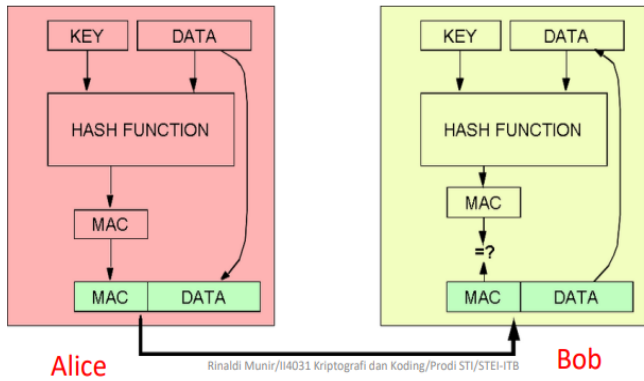 KEY DATA
HASH FUNCTION
MAC
MAC DATA
Alice
KEY DATA
HASH FUNCTION
MAC
=?
MAC DATA
Bob
Rinaldi Munir/II4031 Kriptografi dan Koding/Prodi STI/STEI-ITB